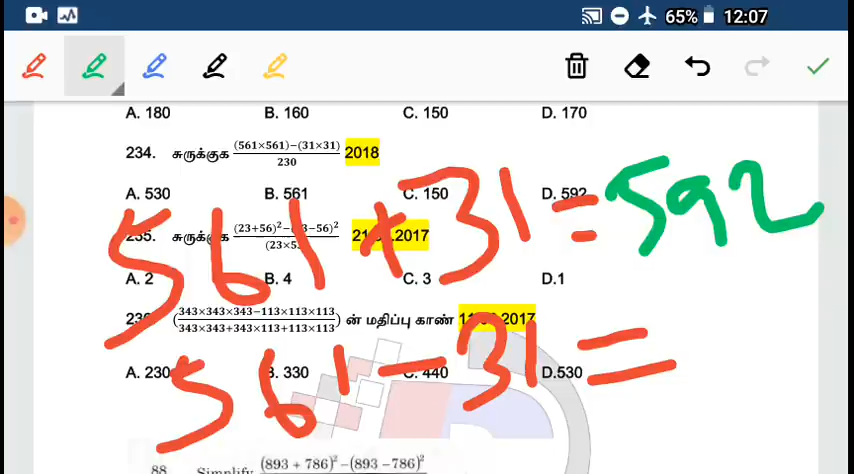 65% 12:07
A. 180 B. 160 C. 150 D. 170
234. சுருக்குக (561×561)−(31×31) / 230 2018
A. 530 B. 561 C. 150 D. 592
561 + 31 = 592
235. சுருக்குக (23+56)² − −56)² / (23×5 2017
A. 2 B. 4 C. 3 D.1
(343×343×343−113×113×113 / 343×343+343×113+113×113) ன் மதிப்பு காண் 2017
A. 230 B. 330 C. 440 D.530
561 − 31 =
88 Simplify (893 + 786)² −(893 −786)²